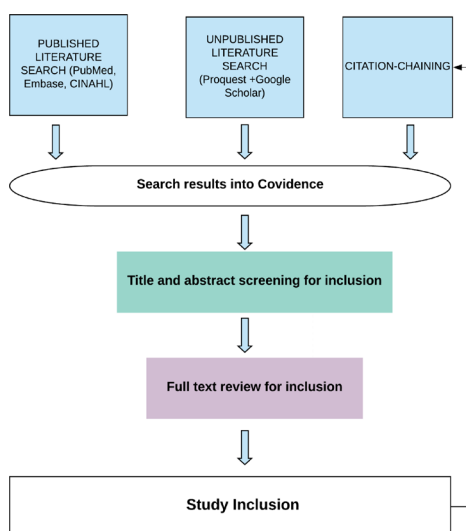 PUBLISHED
LITERATURE
SEARCH (PubMed,
Embase, CINAHL)
UNPUBLISHED
LITERATURE
SEARCH
(Proquest +Google
Scholar)
CITATION-CHAINING
Search results into Covidence
Title and abstract screening for inclusion
Full text review for inclusion
Study Inclusion